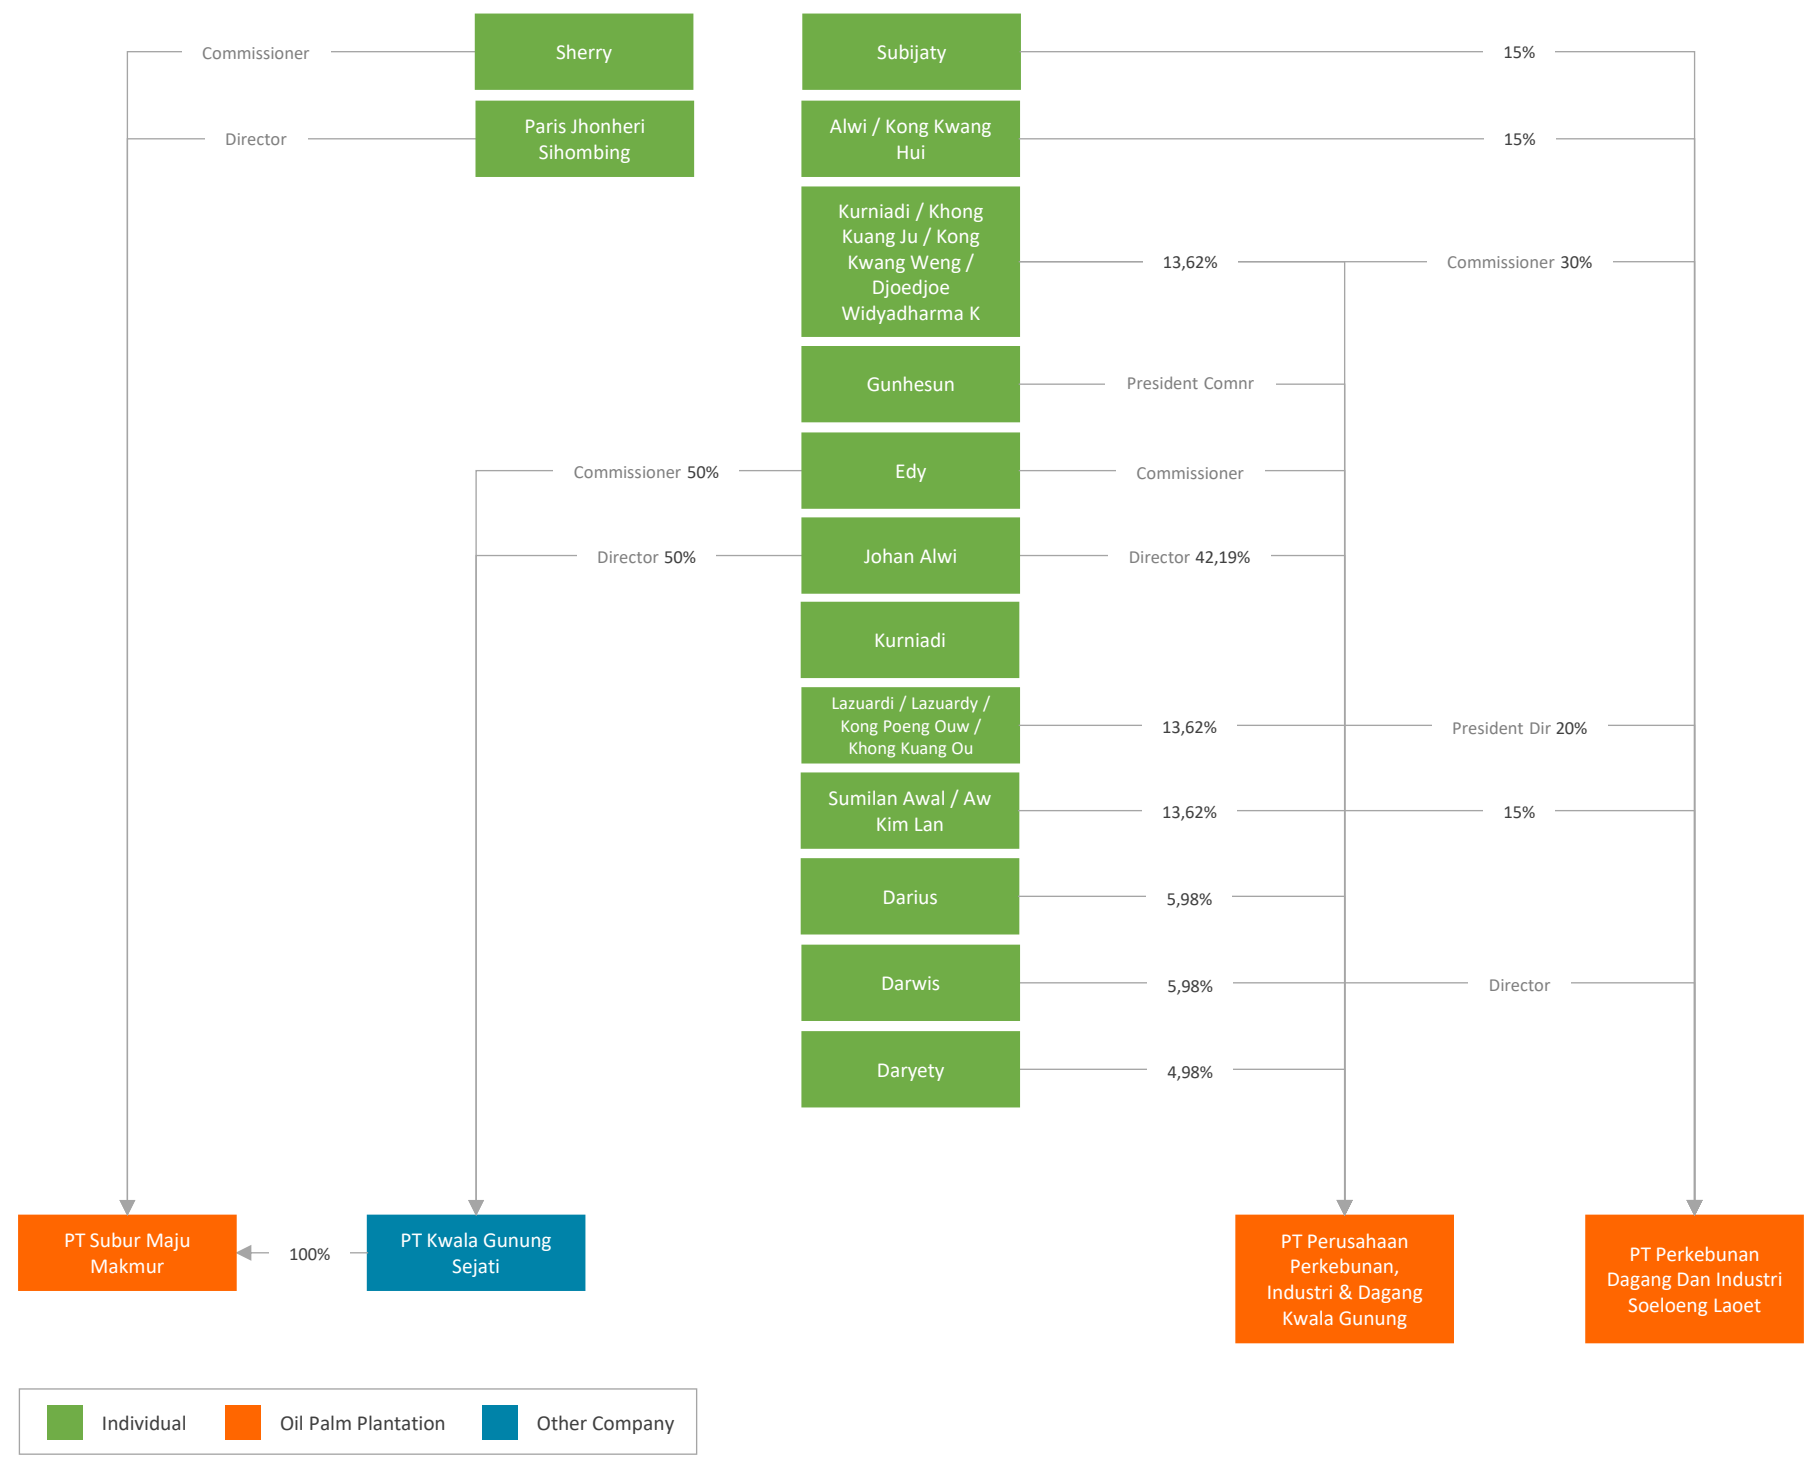 Commissioner
Sherry
Subijaty
15%
Director
Paris Jhonheri
Sihombing
Alwi / Kong Kwang
Hui
15%
Kurniadi / Khong
Kuang Ju / Kong
Kwang Weng /
Djoedjoe
Widyadharma K
13,62%
Commissioner 30%
Gunhesun
President Comnr
Commissioner 50%
Edy
Commissioner
Director 50%
Johan Alwi
Director 42,19%
Kurniadi
Lazuardi / Lazuardy /
Kong Poeng Ouw /
Khong Kuang Ou
13,62%
President Dir 20%
Sumilan Awal / Aw
Kim Lan
13,62%
15%
Darius
5,98%
Darwis
5,98%
Director
Daryety
4,98%
PT Subur Maju
Makmur
100%
PT Kwala Gunung
Sejati
PT Perusahaan
Perkebunan,
Industri & Dagang
Kwala Gunung
PT Perkebunan
Dagang Dan Industri
Soeloeng Laoet
Individual
Oil Palm Plantation
Other Company